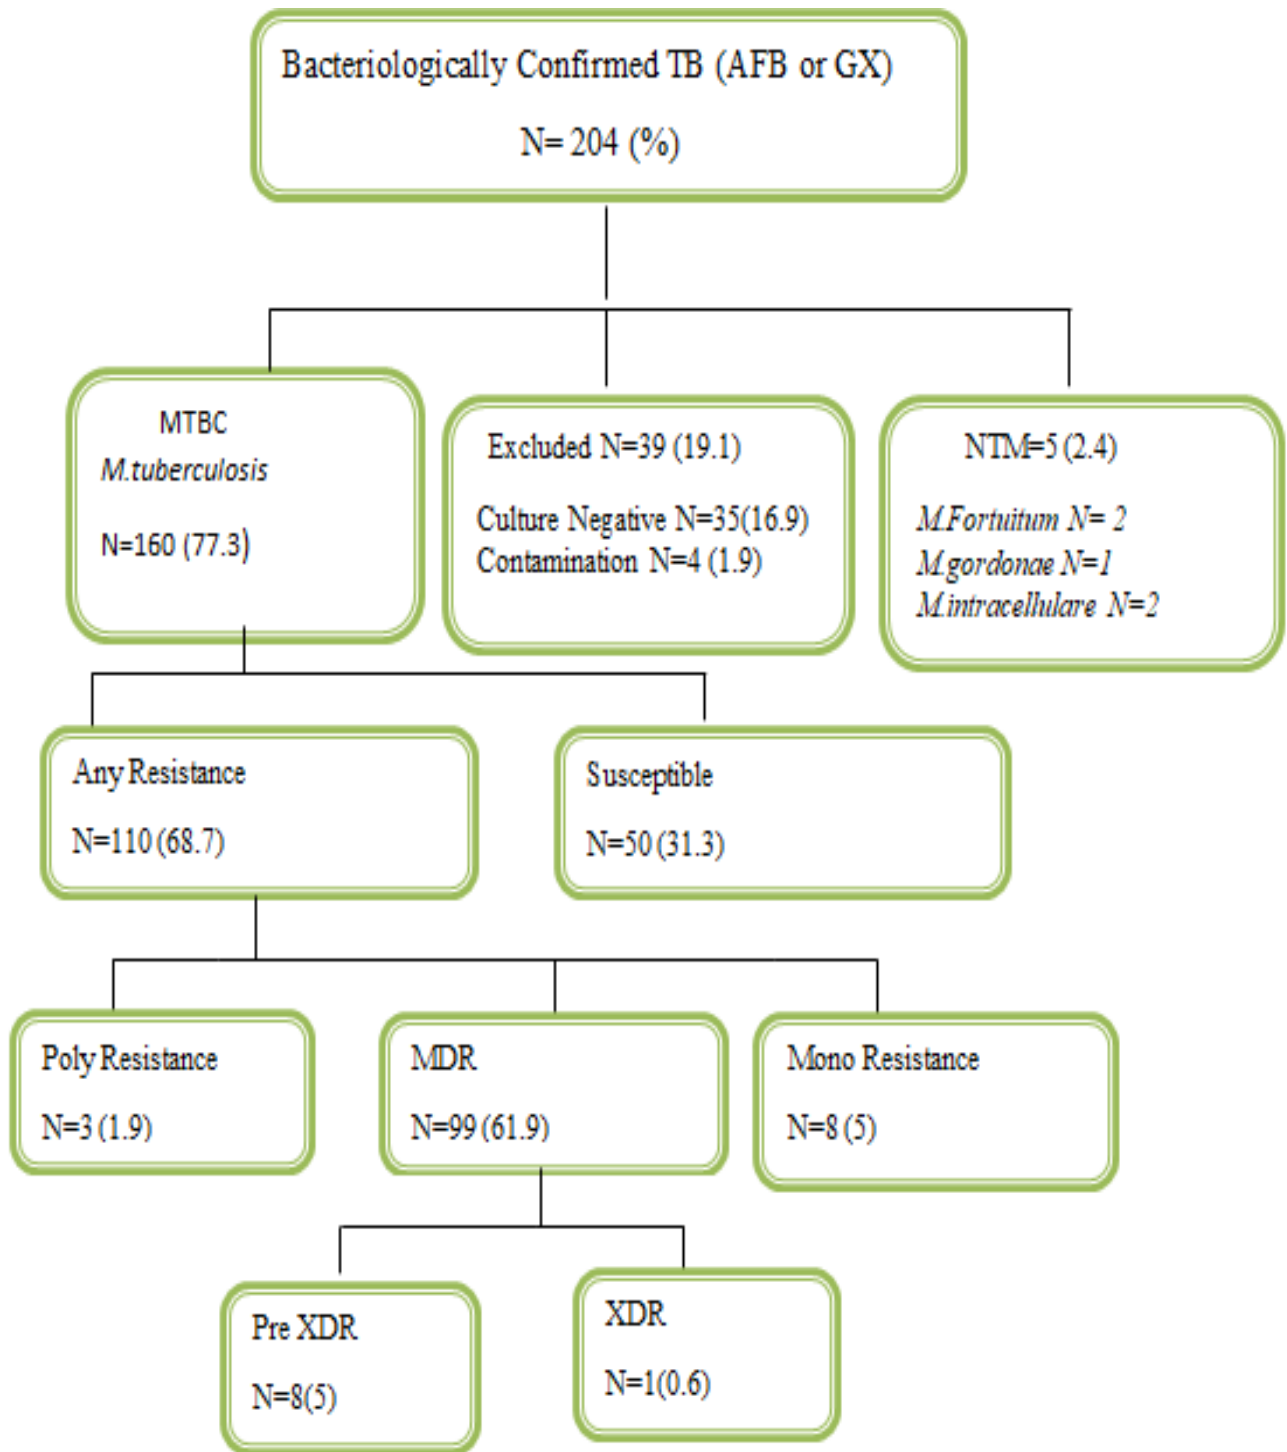 Bacteriologically Confirmed TB (AFB or GX)
N= 204 (%)
MTBC
M.tuberculosis
N=160 (77.3)
Excluded N=39 (19.1)
Culture Negative N=35(16.9)
Contamination N=4 (1.9)
NTM=5 (2.4)
M.Fortuitum N= 2
M.gordonae N=1
M.intracellulare N=2
Any Resistance
N=110 (68.7)
Susceptible
N=50 (31.3)
Poly Resistance
N=3 (1.9)
MDR
N=99 (61.9)
Mono Resistance
N=8 (5)
Pre XDR
N=8(5)
XDR
N=1(0.6)